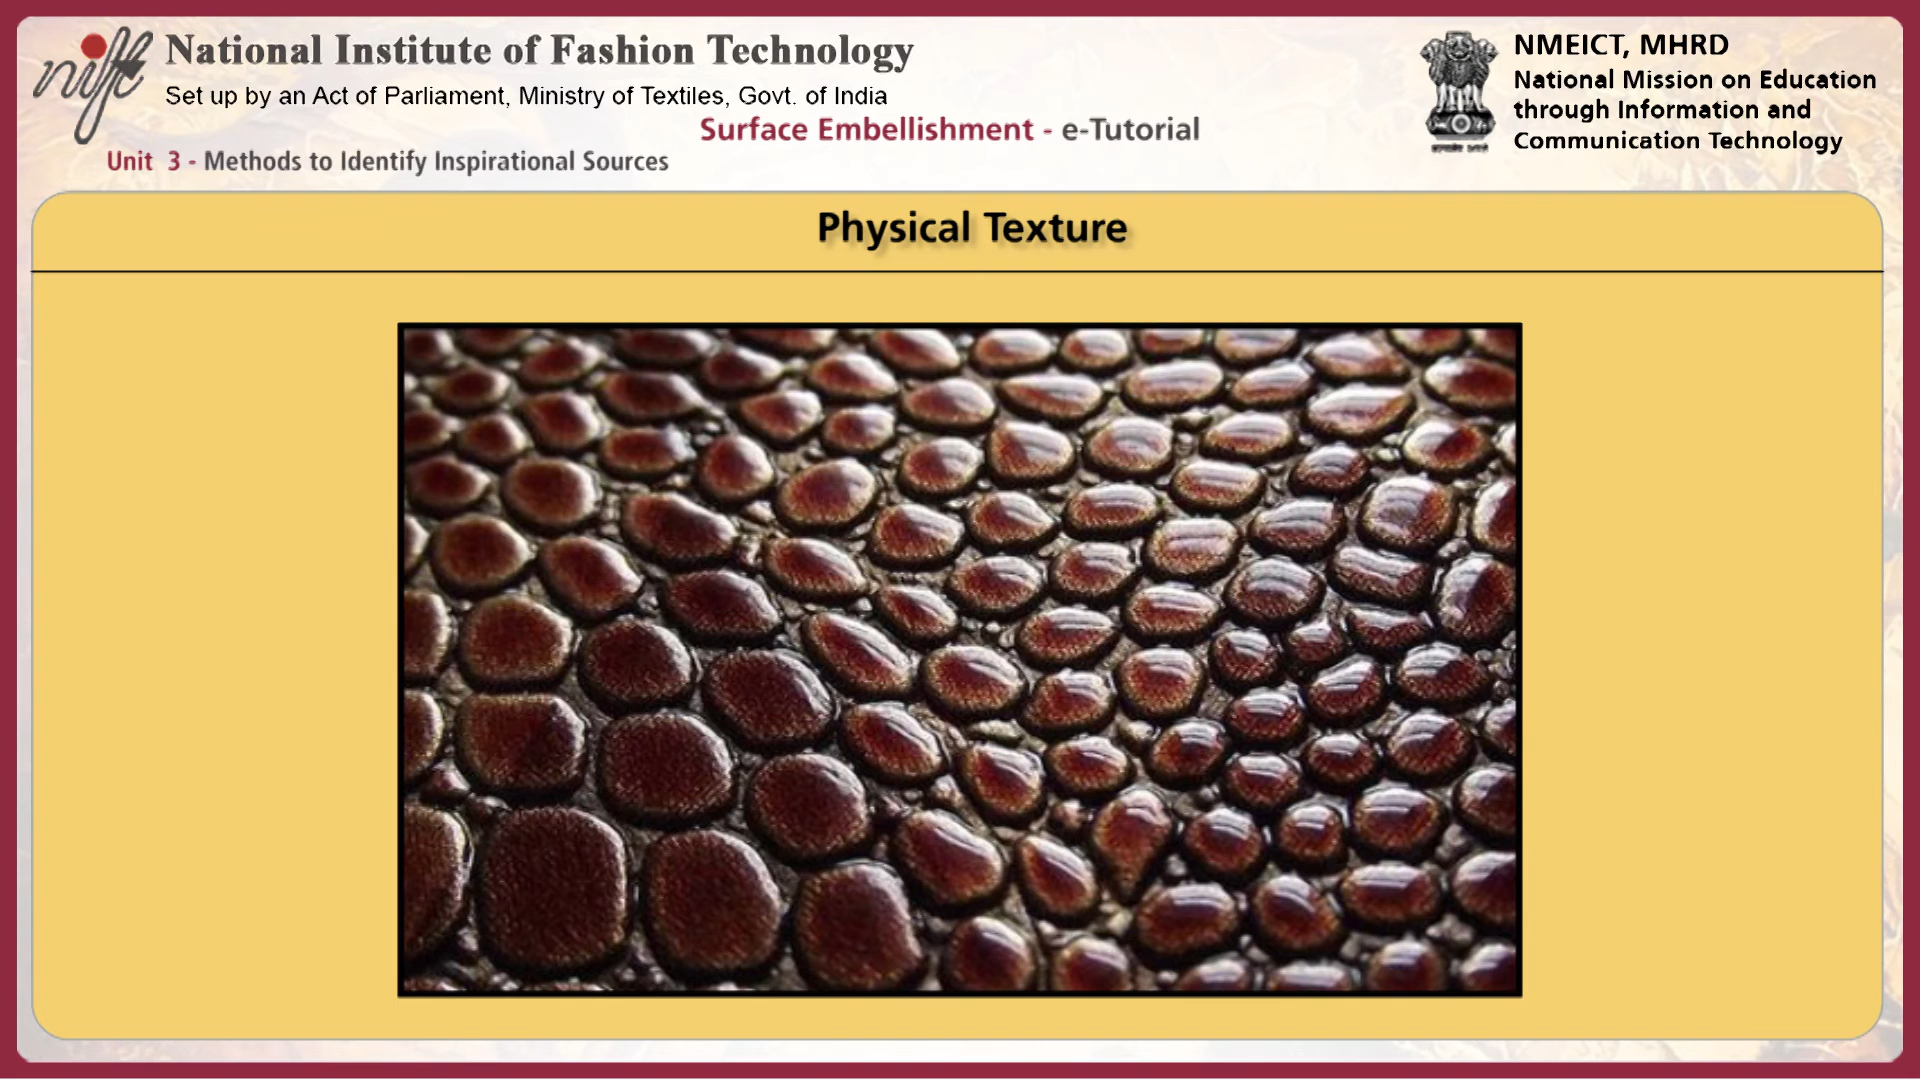 nift
National Institute of Fashion Technology
Set up by an Act of Parliament, Ministry of Textiles, Govt. of India
Surface Embellishment - e-Tutorial
Unit 3 - Methods to Identify Inspirational Sources
NMEICT, MHRD
National Mission on Education
through Information and
Communication Technology
Physical Texture